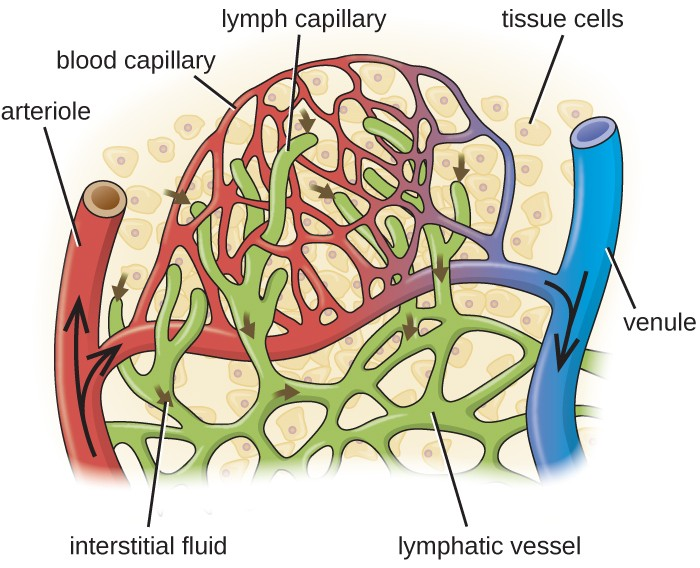 lymph capillary
tissue cells
blood capillary
arteriole
venule
interstitial fluid
lymphatic vessel